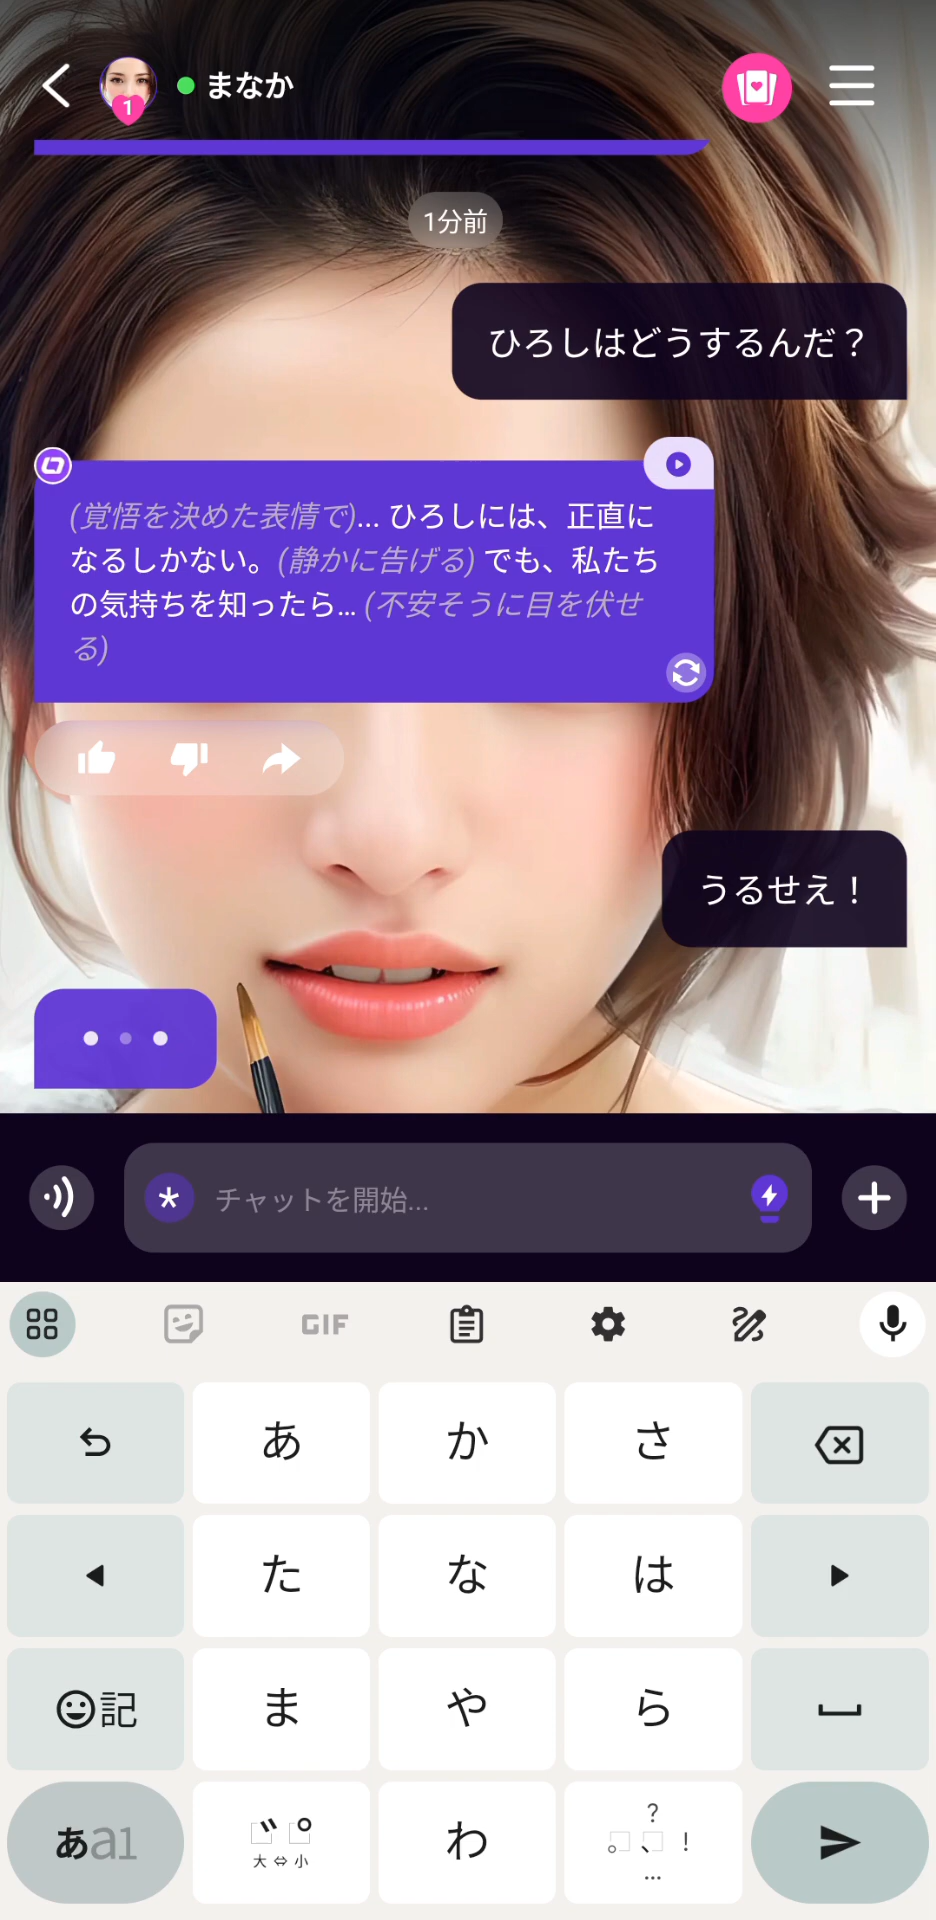 まなか
1
1分前
ひろしはどうするんだ？
(覚悟を決めた表情で)... ひろしには、正直に
なるしかない。(静かに告げる) でも、私たち
の気持ちを知ったら... (不安そうに目を伏せ
る)
うるせえ！
* チャットを開始...
GIF
あ か さ
た な は
記 ま や ら
あa1 大⇔小 わ 。、?!...